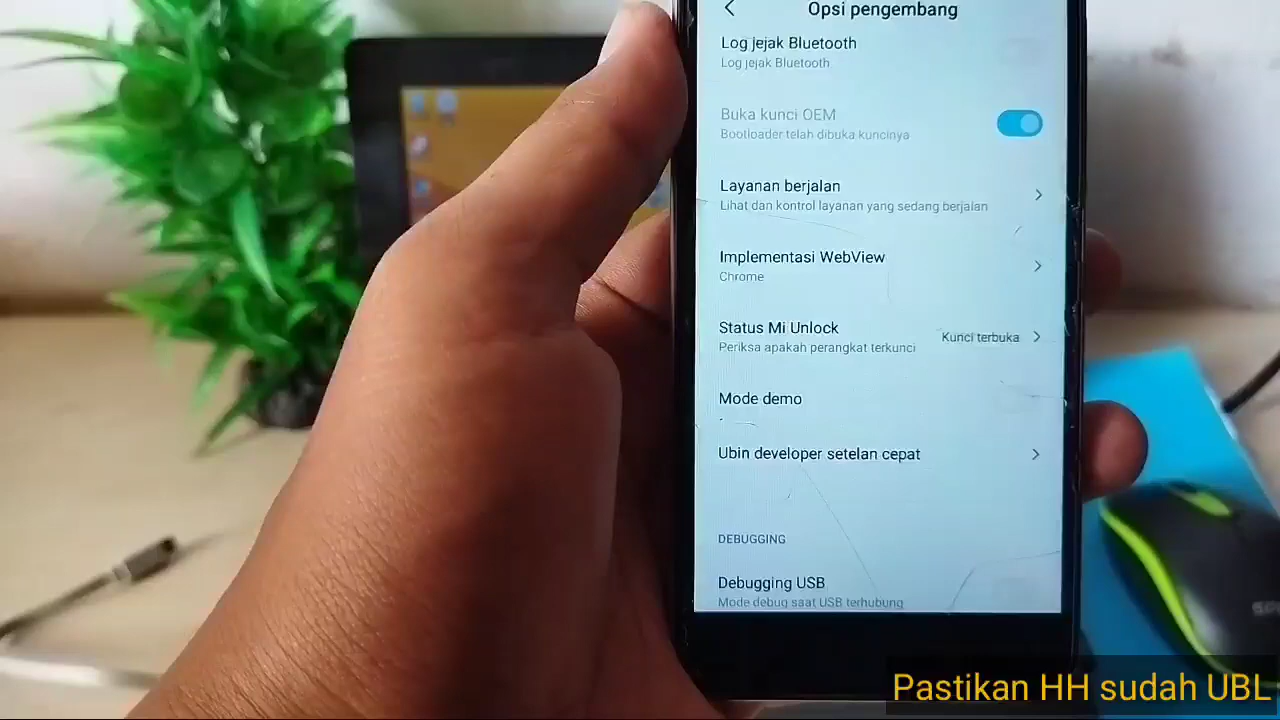 Opsi pengembang
Log jejak Bluetooth
Log jejak Bluetooth
Buka kunci OEM
Bootloader telah dibuka kuncinya
Layanan berjalan
Lihat dan kontrol layanan yang sedang berjalan
Implementasi WebView
Chrome
Status Mi Unlock
Periksa apakah perangkat terkunci
Kunci terbuka
Mode demo
Ubin developer setelan cepat
DEBUGGING
Debugging USB
Mode debug saat USB terhubung
Pastikan HH sudah UBL